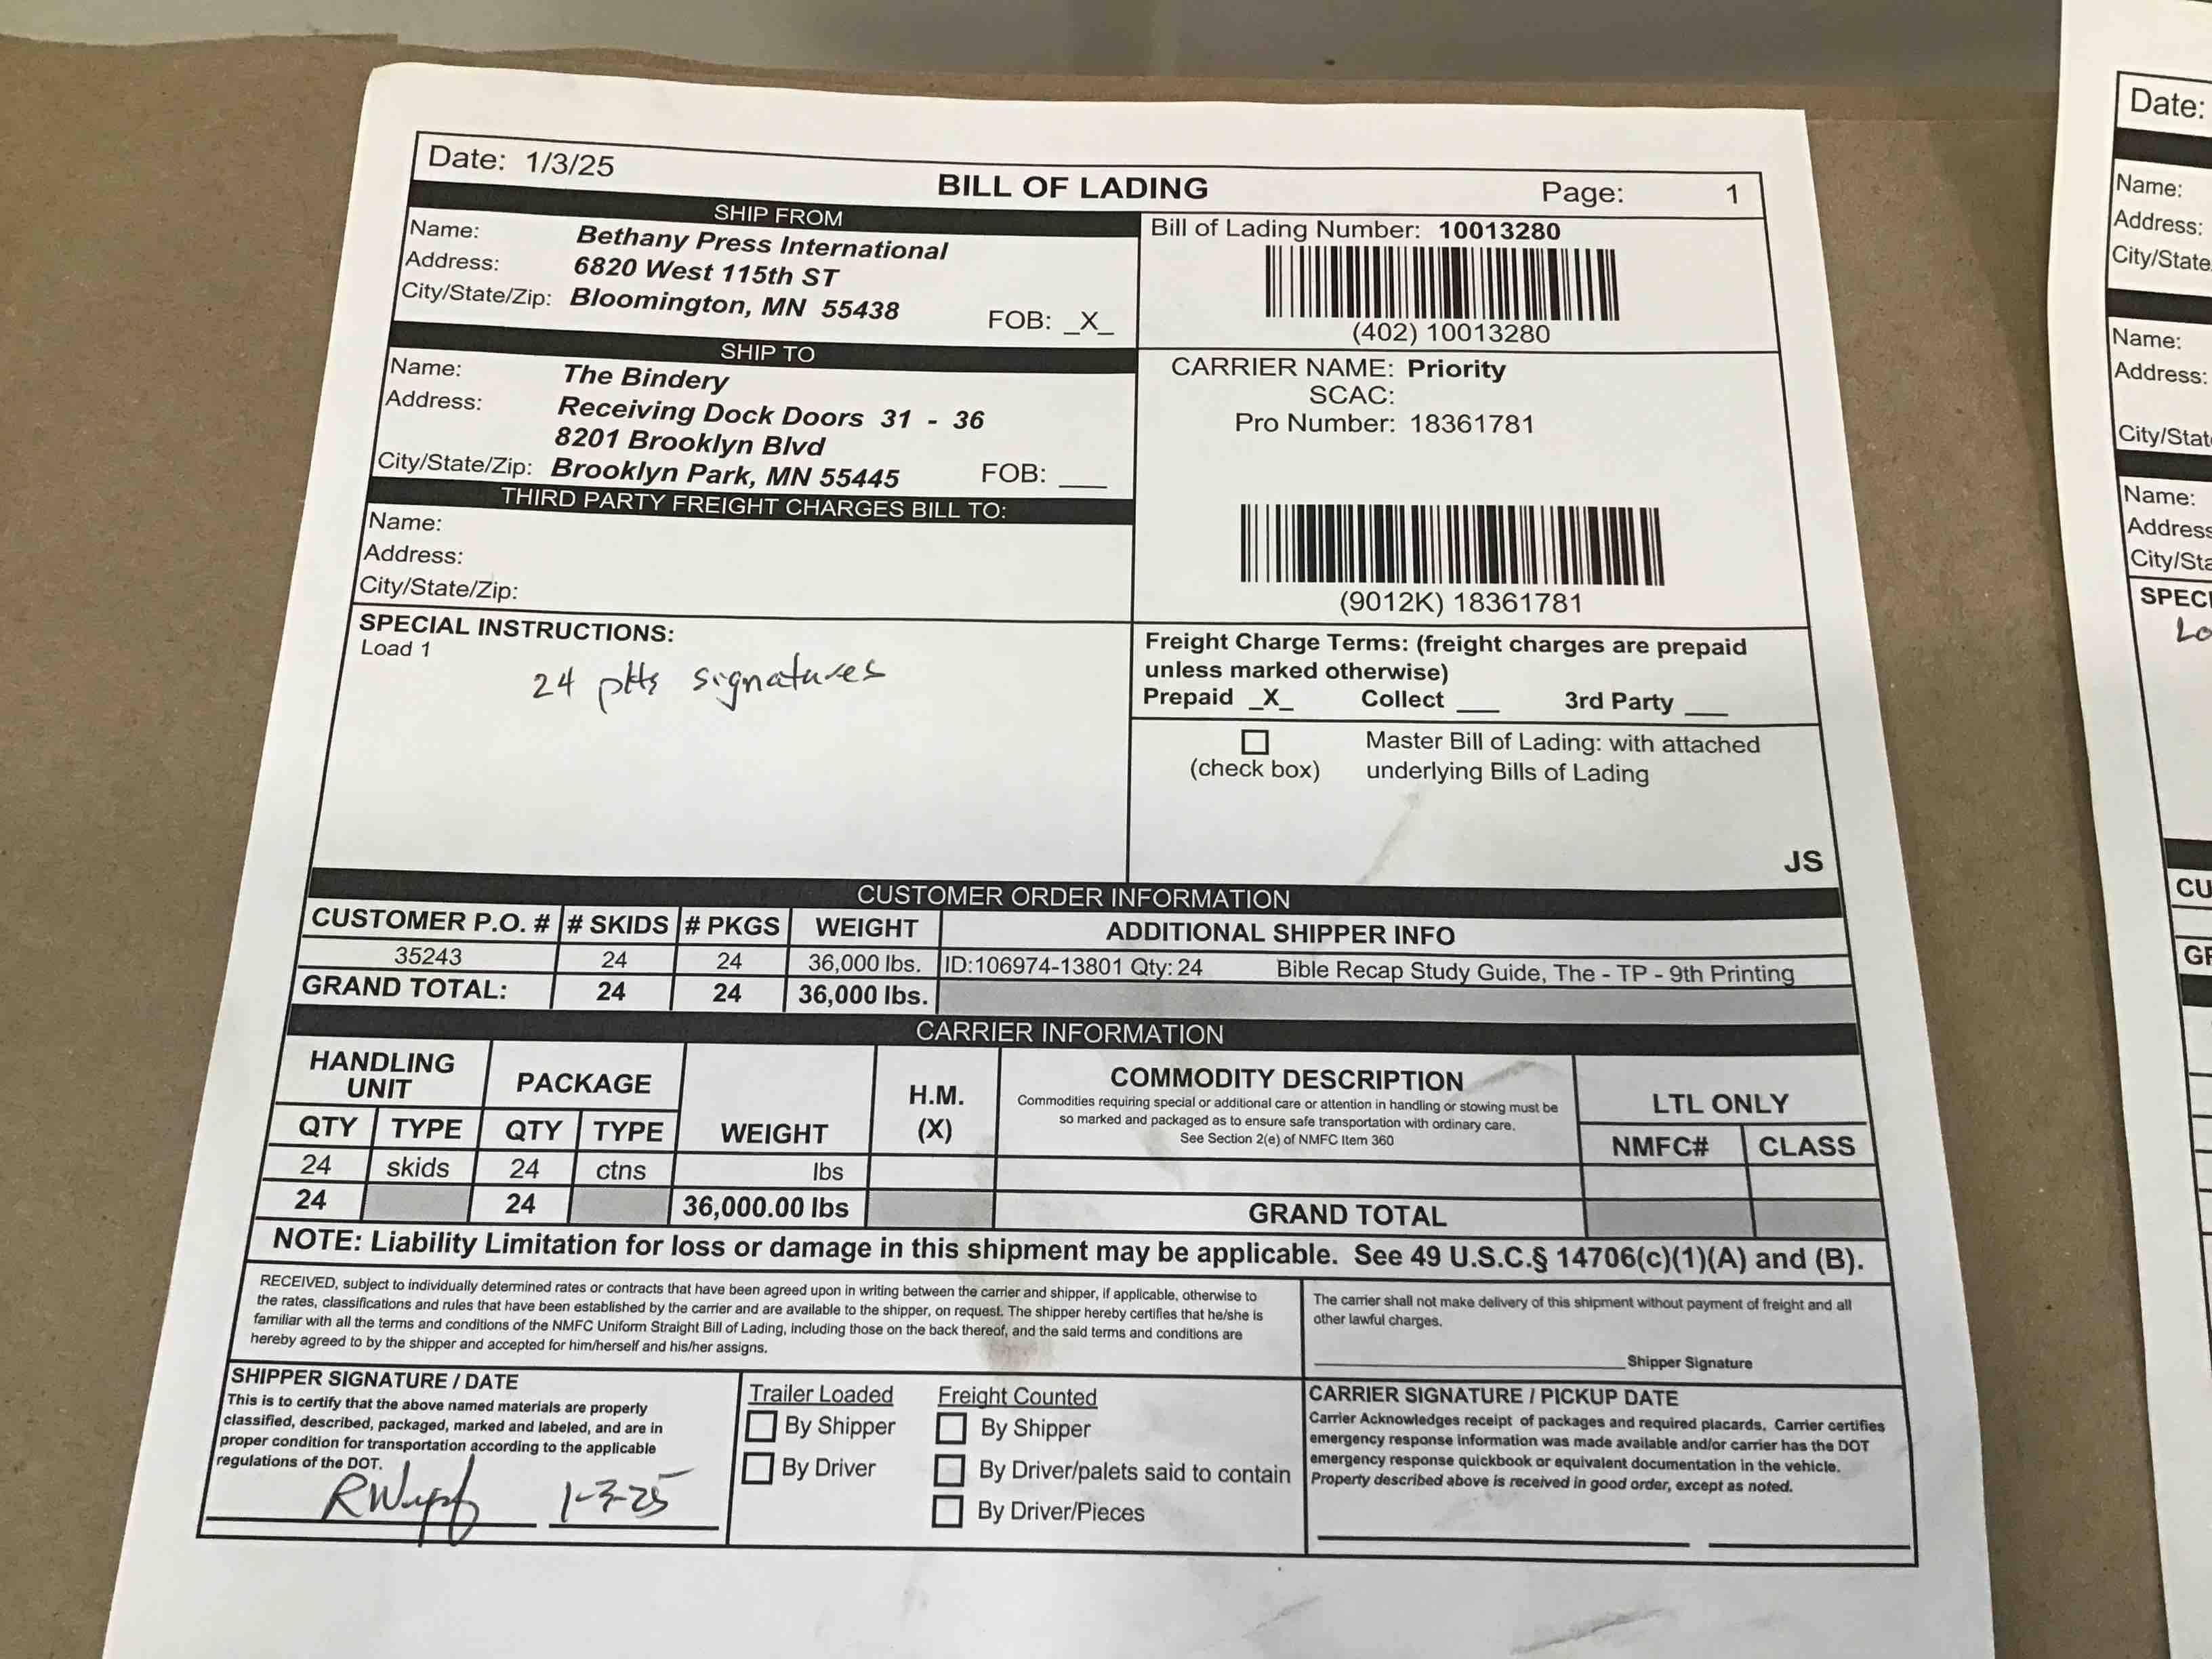 Date: 1/3/25
BILL OF LADING
Page: 1
SHIP FROM
Name: Bethany Press International
Address: 6820 West 115th ST
City/State/Zip: Bloomington, MN 55438
FOB: _X_
Bill of Lading Number: 10013280
(402) 10013280
SHIP TO
Name: The Bindery
Address: Receiving Dock Doors 31 - 36
8201 Brooklyn Blvd
City/State/Zip: Brooklyn Park, MN 55445
FOB: ___
CARRIER NAME: Priority
SCAC:
Pro Number: 18361781
(9012K) 18361781
THIRD PARTY FREIGHT CHARGES BILL TO:
Name:
Address:
City/State/Zip:
SPECIAL INSTRUCTIONS:
Load 1
24 plts signatures
Freight Charge Terms: (freight charges are prepaid
unless marked otherwise)
Prepaid _X_ Collect ___ 3rd Party ___
(check box)
Master Bill of Lading: with attached
underlying Bills of Lading
JS
CUSTOMER ORDER INFORMATION
CUSTOMER P.O. # # SKIDS # PKGS WEIGHT ADDITIONAL SHIPPER INFO
35243 24 24 36,000 lbs. ID:106974-13801 Qty: 24 Bible Recap Study Guide, The - TP - 9th Printing
GRAND TOTAL: 24 24 36,000 lbs.
CARRIER INFORMATION
HANDLING
UNIT
PACKAGE
QTY TYPE QTY TYPE WEIGHT
H.M.
(X)
COMMODITY DESCRIPTION
Commodities requiring special or additional care or attention in handling or stowing must be
so marked and packaged as to ensure safe transportation with ordinary care.
See Section 2(e) of NMFC Item 360
LTL ONLY
NMFC# CLASS
24 skids 24 ctns lbs
24 24 36,000.00 lbs GRAND TOTAL
NOTE: Liability Limitation for loss or damage in this shipment may be applicable. See 49 U.S.C.§ 14706(c)(1)(A) and (B).
RECEIVED, subject to individually determined rates or contracts that have been agreed upon in writing between the carrier and shipper, if applicable, otherwise to
the rates, classifications and rules that have been established by the carrier and are available to the shipper, on request. The shipper hereby certifies that he/she is
familiar with all the terms and conditions of the NMFC Uniform Straight Bill of Lading, including those on the back thereof, and the said terms and conditions are
hereby agreed to by the shipper and accepted for him/herself and his/her assigns.
The carrier shall not make delivery of this shipment without payment of freight and all
other lawful charges.
Shipper Signature
SHIPPER SIGNATURE / DATE
This is to certify that the above named materials are properly
classified, described, packaged, marked and labeled, and are in
proper condition for transportation according to the applicable
regulations of the DOT.
1-3-25
Trailer Loaded
By Shipper
By Driver
Freight Counted
By Shipper
By Driver/palets said to contain
By Driver/Pieces
CARRIER SIGNATURE / PICKUP DATE
Carrier Acknowledges receipt of packages and required placards. Carrier certifies
emergency response information was made available and/or carrier has the DOT
emergency response quickbook or equivalent documentation in the vehicle.
Property described above is received in good order, except as noted.
Date:
Name:
Address:
City/State
Name:
Address:
Name: